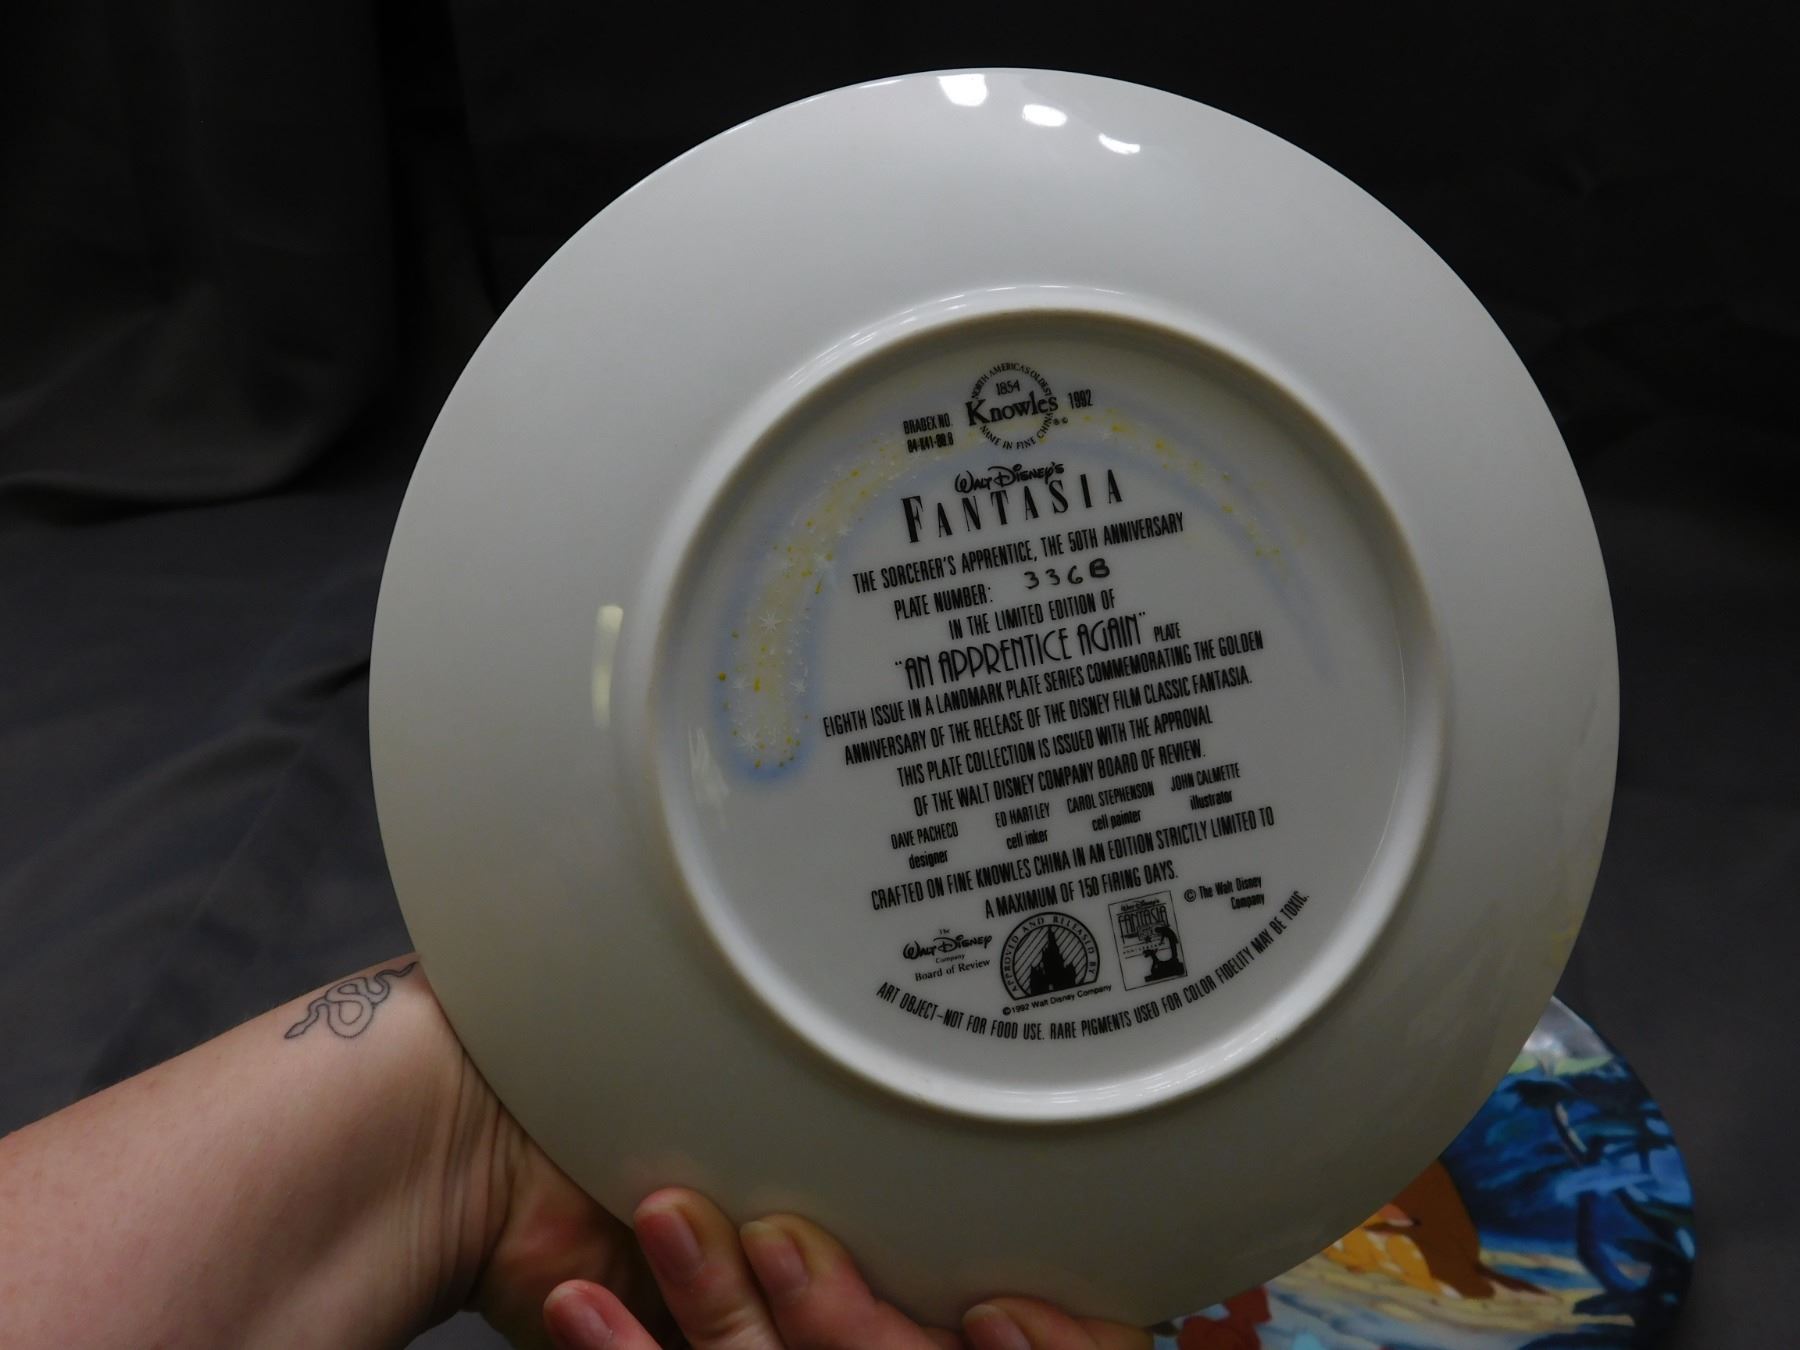 NORTH AMERICA'S OLDEST
1854
Knowles
NAME IN FINE CHINA ® ©
1992
BRADEX NO.
84-K41-80.8
WALT DISNEY'S
FANTASIA
THE SORCERER'S APPRENTICE, THE 50TH ANNIVERSARY
PLATE NUMBER: 336B
IN THE LIMITED EDITION OF
"AN APPRENTICE AGAIN" PLATE
EIGHTH ISSUE IN A LANDMARK PLATE SERIES COMMEMORATING THE GOLDEN
ANNIVERSARY OF THE RELEASE OF THE DISNEY FILM CLASSIC FANTASIA.
THIS PLATE COLLECTION IS ISSUED WITH THE APPROVAL
OF THE WALT DISNEY COMPANY BOARD OF REVIEW.
DAVE PACHECO ED HARTLEY CAROL STEPHENSON JOHN CALMETTE
designer cell inker cell painter illustrator
CRAFTED ON FINE KNOWLES CHINA IN AN EDITION STRICTLY LIMITED TO
A MAXIMUM OF 150 FIRING DAYS.
The
WALT DISNEY
Company
Board of Review
APPROVED AND RELEASED BY
©1992 Walt Disney Company
WALT DISNEY'S
FANTASIA
© The Walt Disney
Company
ART OBJECT-NOT FOR FOOD USE. RARE PIGMENTS USED FOR COLOR FIDELITY MAY BE TOXIC.